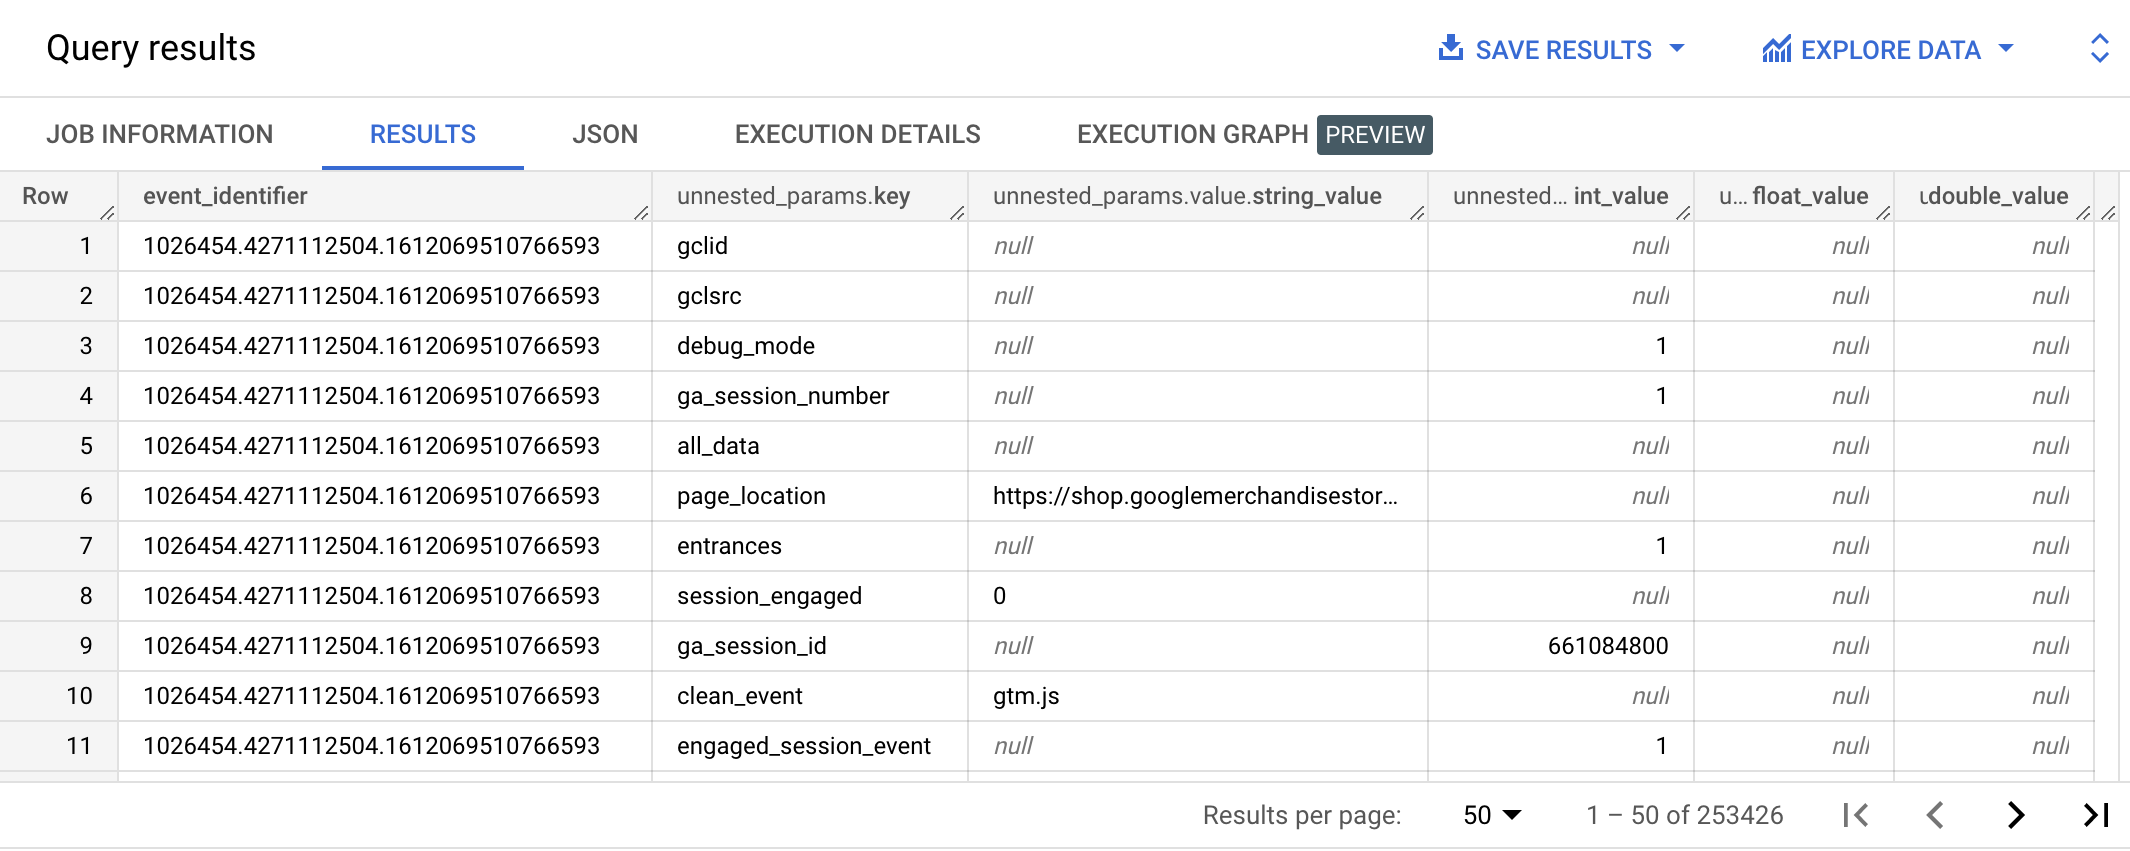 Query results SAVE RESULTS EXPLORE DATA
JOB INFORMATION RESULTS JSON EXECUTION DETAILS EXECUTION GRAPH PREVIEW
Row event_identifier unnested_params.key unnested_params.value.string_value unnested... int_value u... float_value double_value
1 1026454.4271112504.1612069510766593 gclid null null null null
2 1026454.4271112504.1612069510766593 gclsrc null null null null
3 1026454.4271112504.1612069510766593 debug_mode null 1 null null
4 1026454.4271112504.1612069510766593 ga_session_number null 1 null null
5 1026454.4271112504.1612069510766593 all_data null null null null
6 1026454.4271112504.1612069510766593 page_location https://shop.googlemerchandisestor... null null null
7 1026454.4271112504.1612069510766593 entrances null 1 null null
8 1026454.4271112504.1612069510766593 session_engaged 0 null null null
9 1026454.4271112504.1612069510766593 ga_session_id null 661084800 null null
10 1026454.4271112504.1612069510766593 clean_event gtm.js null null null
11 1026454.4271112504.1612069510766593 engaged_session_event null 1 null null
Results per page: 50 1 – 50 of 253426